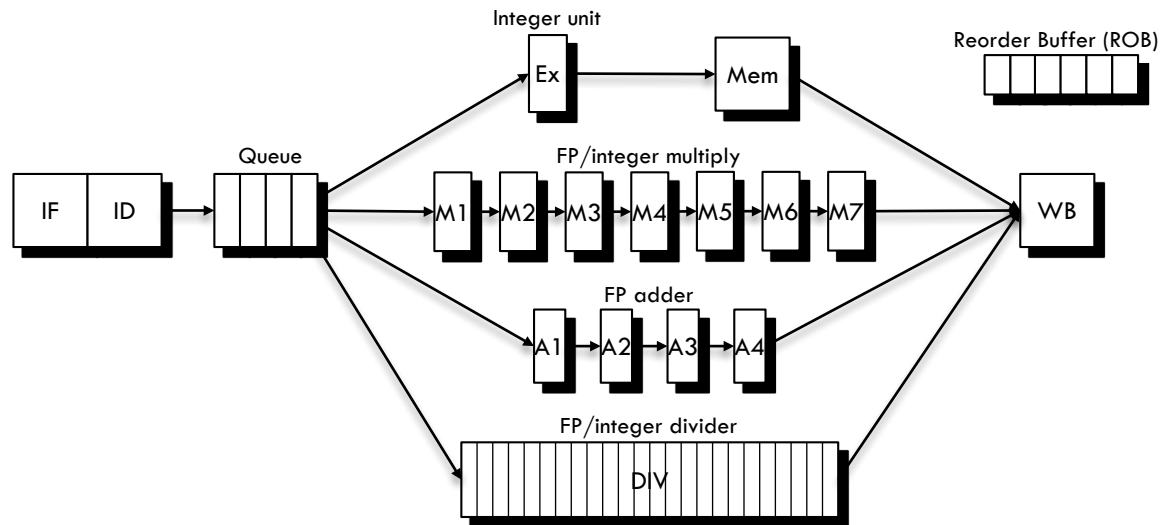 Integer unit
Reorder Buffer (ROB)
Ex
Mem
Queue
FP/integer multiply
IF ID
M1 M2 M3 M4 M5 M6 M7
WB
FP adder
A1 A2 A3 A4
FP/integer divider
DIV